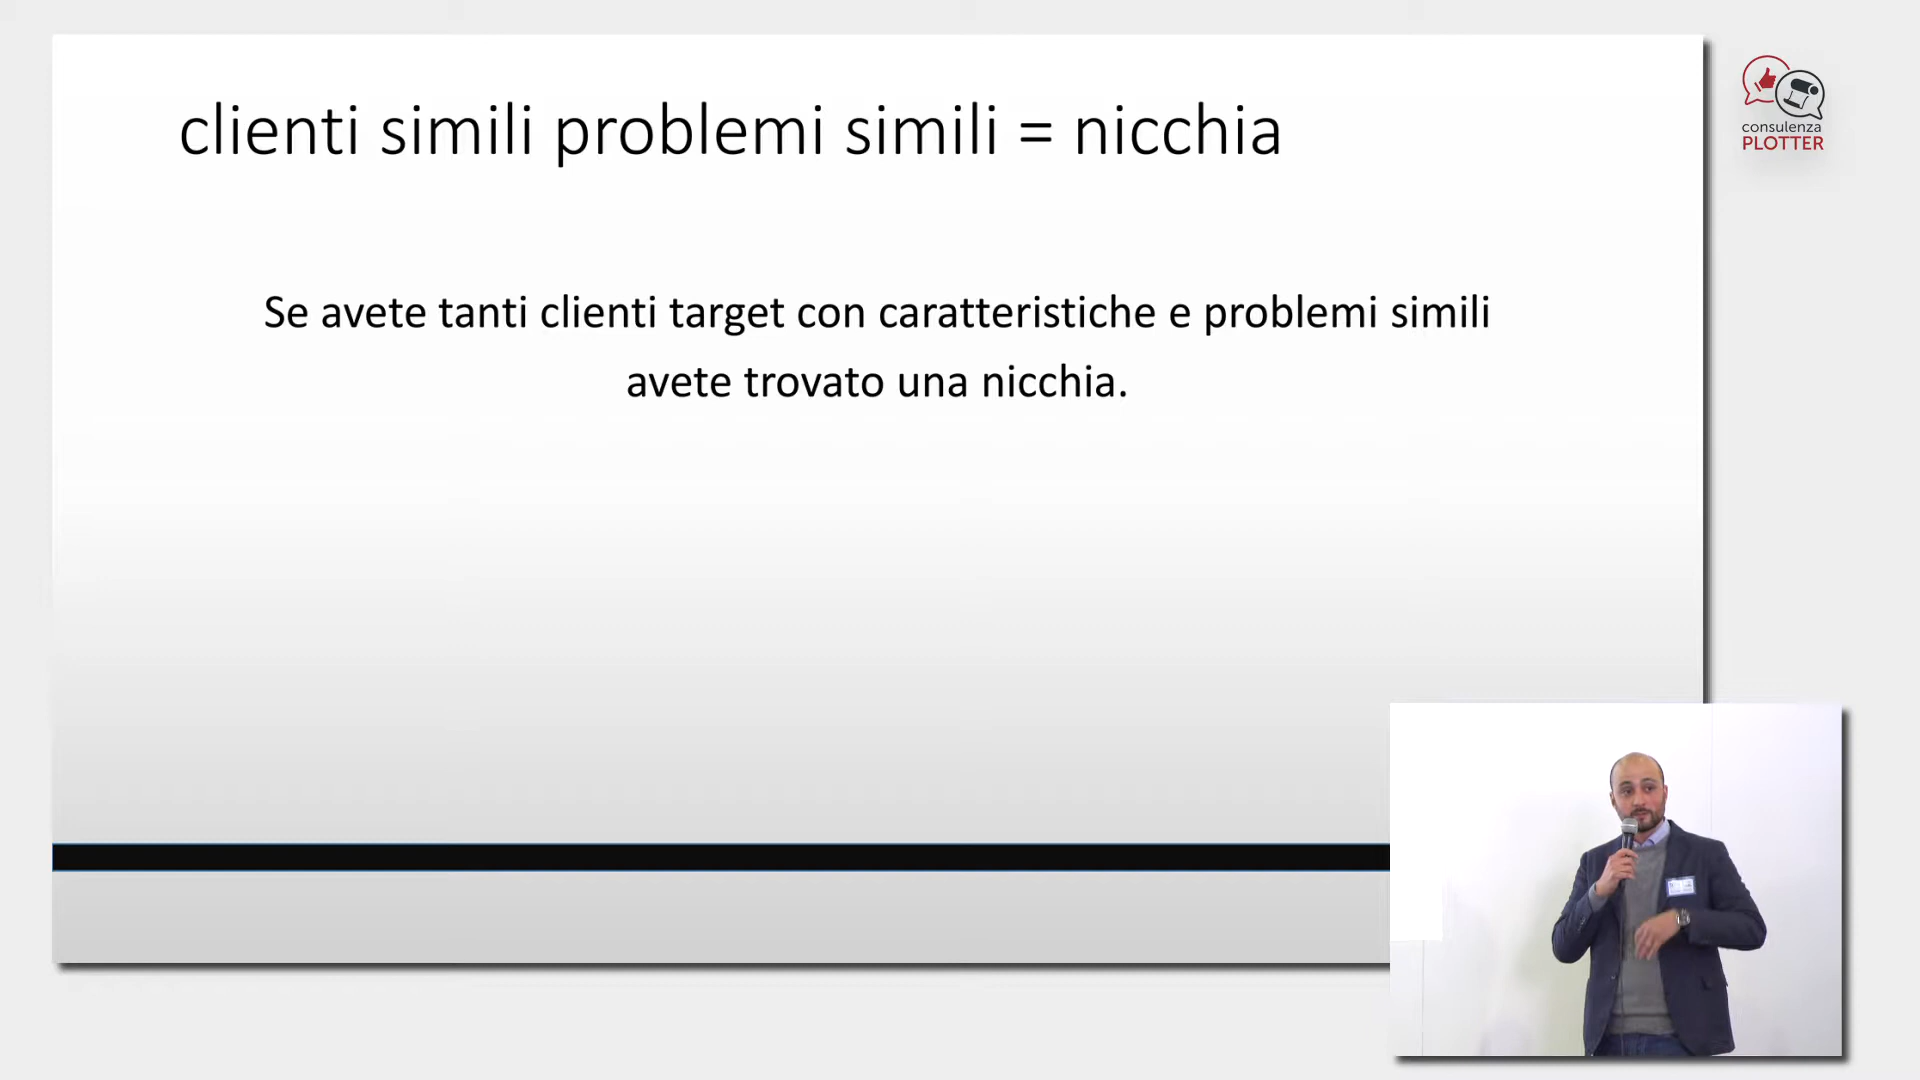 clienti simili problemi simili = nicchia
Se avete tanti clienti target con caratteristiche e problemi simili
avete trovato una nicchia.
consulenza
PLOTTER